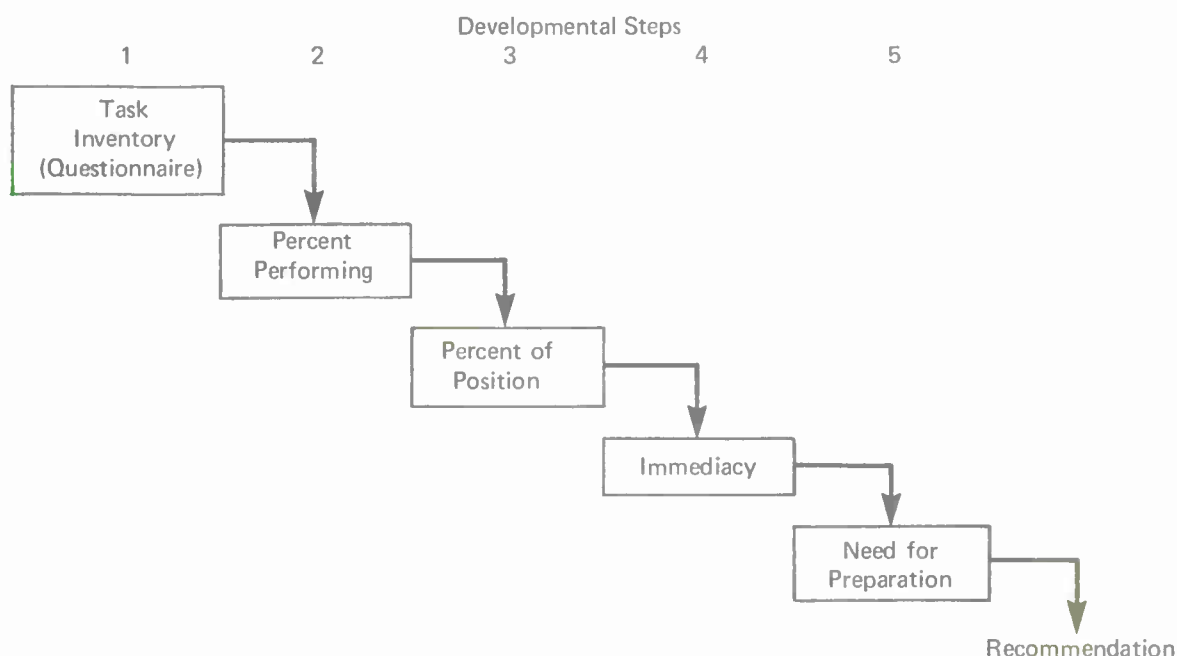 Developmental Steps
1 2 3 4 5
Task
Inventory
(Questionnaire)
Percent
Performing
Percent of
Position
Immediacy
Need for
Preparation
Recommendation